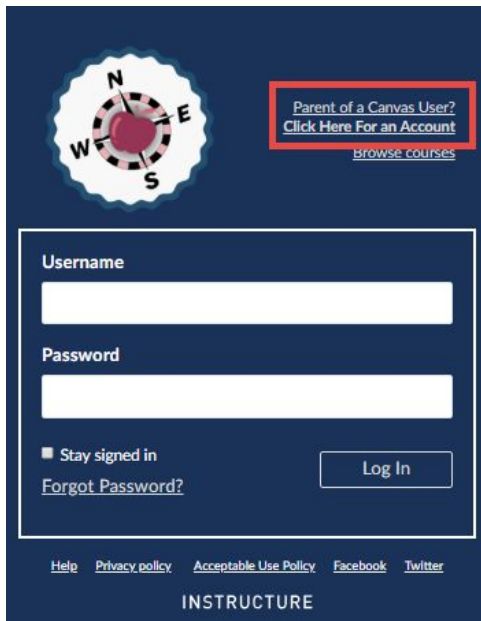 N
E
W
S
Parent of a Canvas User?
Click Here For an Account
Browse courses
Username
Password
Stay signed in
Log In
Forgot Password?
Help Privacy policy Acceptable Use Policy Facebook Twitter
INSTRUCTURE